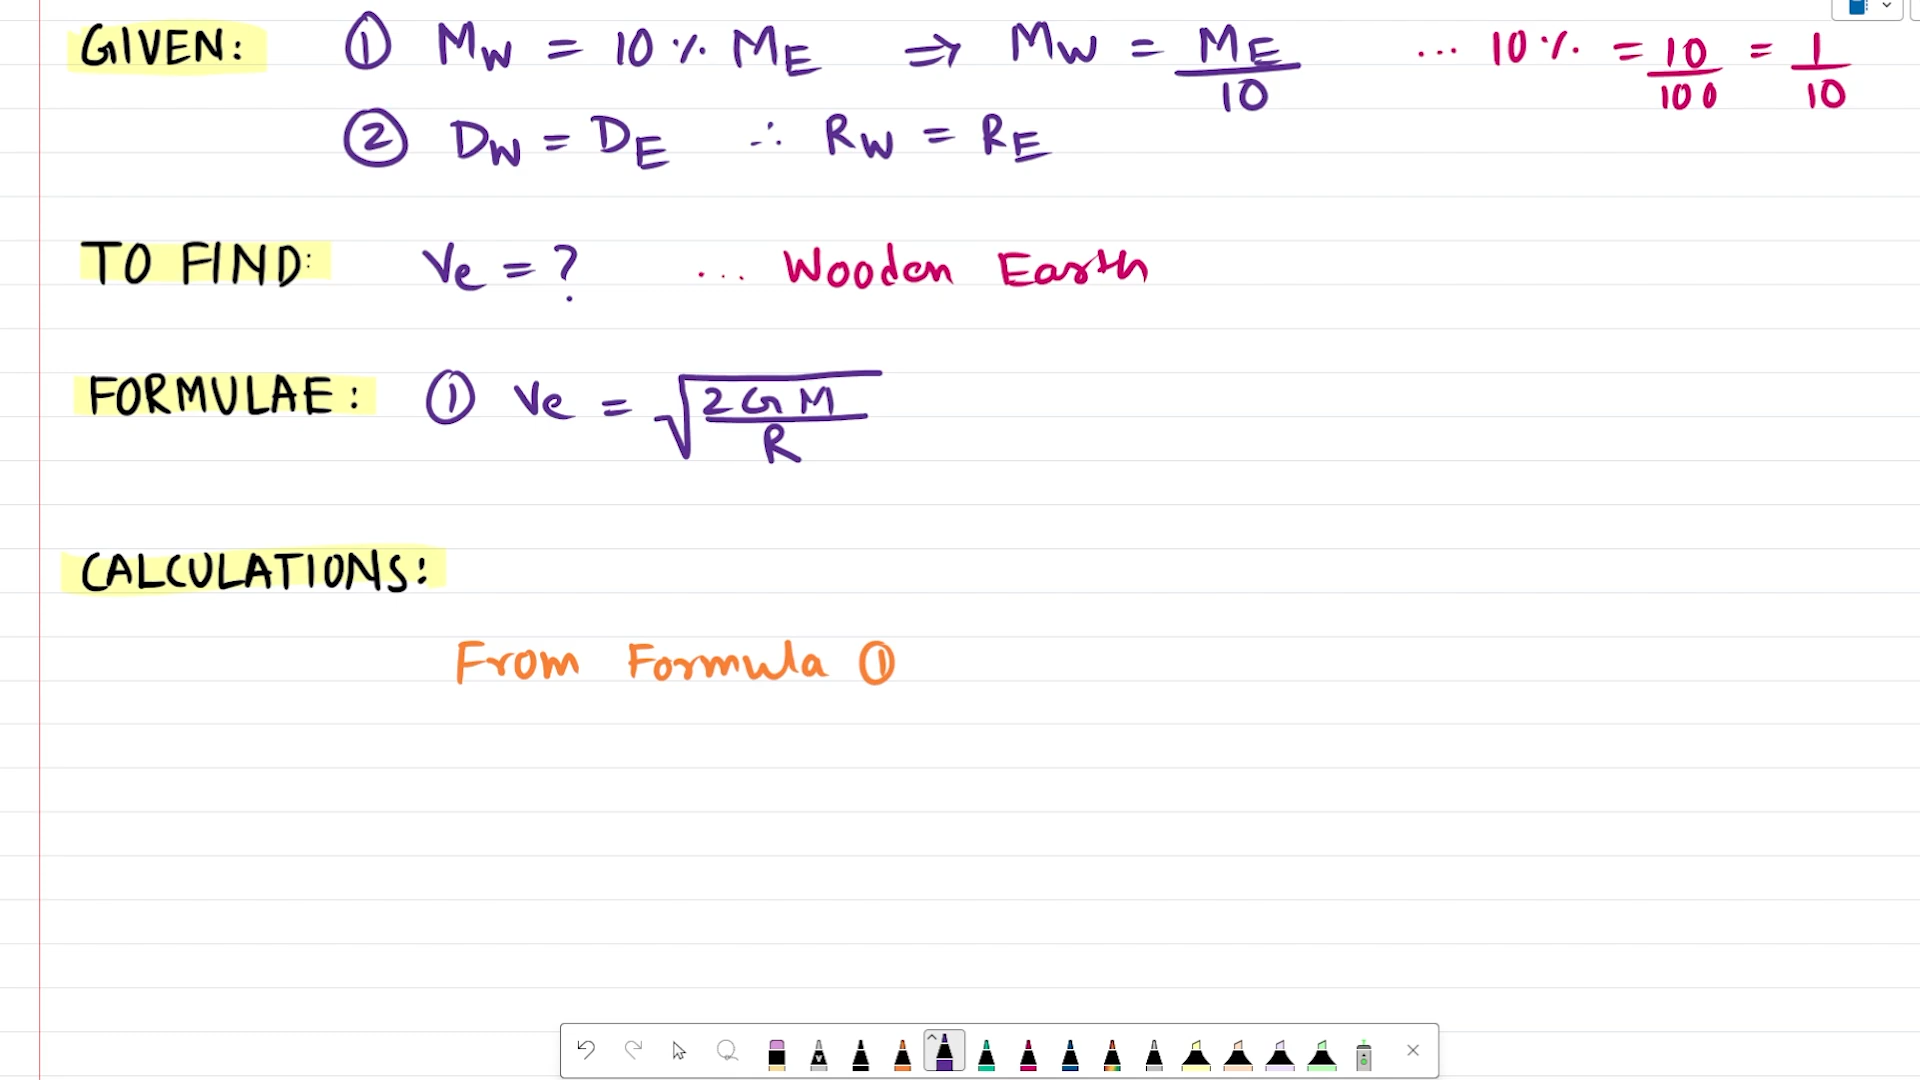 GIVEN: ① Mw = 10 % ME ⇒ Mw = ME/10 ... 10 % = 10/100 = 1/10
② Dw = DE ∴ Rw = RE
TO FIND: Ve = ? ... Wooden Earth
FORMULAE: ① Ve = √(2GM/R)
CALCULATIONS:
From Formula ①